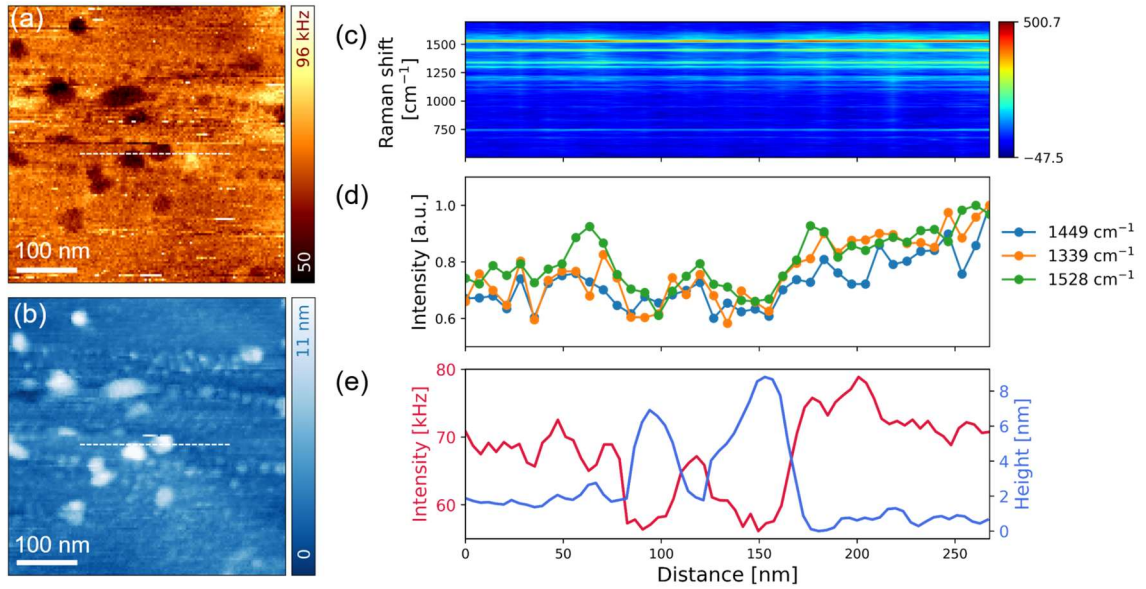 (a)
96 kHz
50
100 nm
(b)
11 nm
0
100 nm
(c)
Raman shift
[cm⁻¹]
1500
1250
1000
750
500.7
−47.5
(d)
Intensity [a.u.]
1.0
0.8
0.6
1449 cm⁻¹
1339 cm⁻¹
1528 cm⁻¹
(e)
Intensity [kHz]
80
70
60
Height [nm]
8
6
4
2
0
0
50
100
150
200
250
Distance [nm]